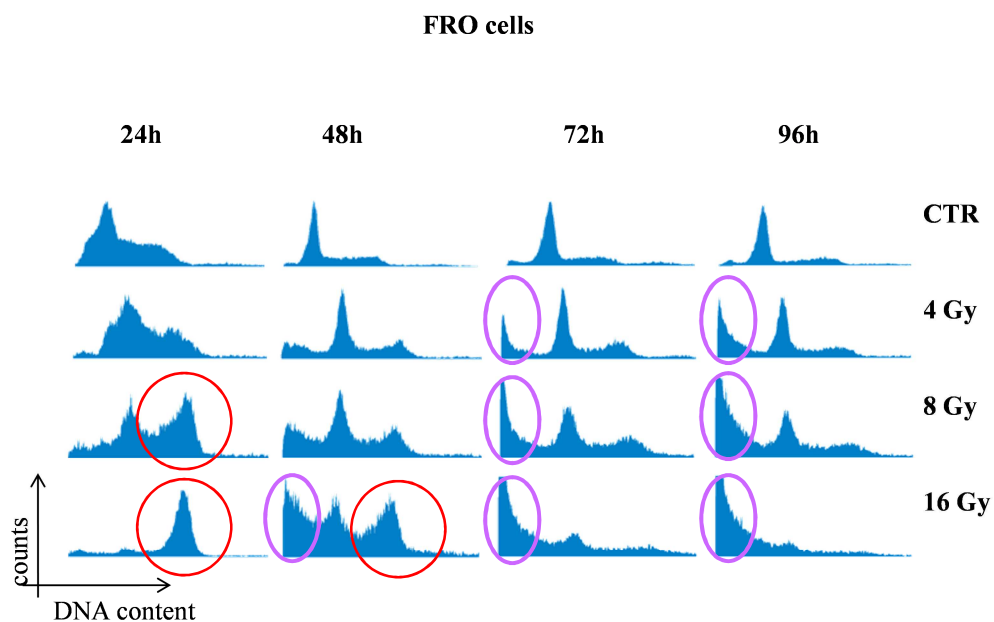 FRO cells
24h 48h 72h 96h
CTR
4 Gy
8 Gy
16 Gy
counts
DNA content